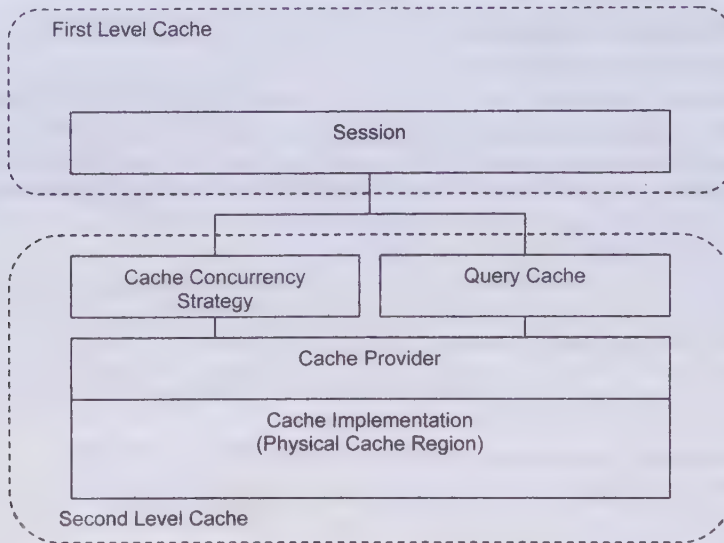 First Level Cache
Session
Cache Concurrency
Strategy
Query Cache
Cache Provider
Cache Implementation
(Physical Cache Region)
Second Level Cache